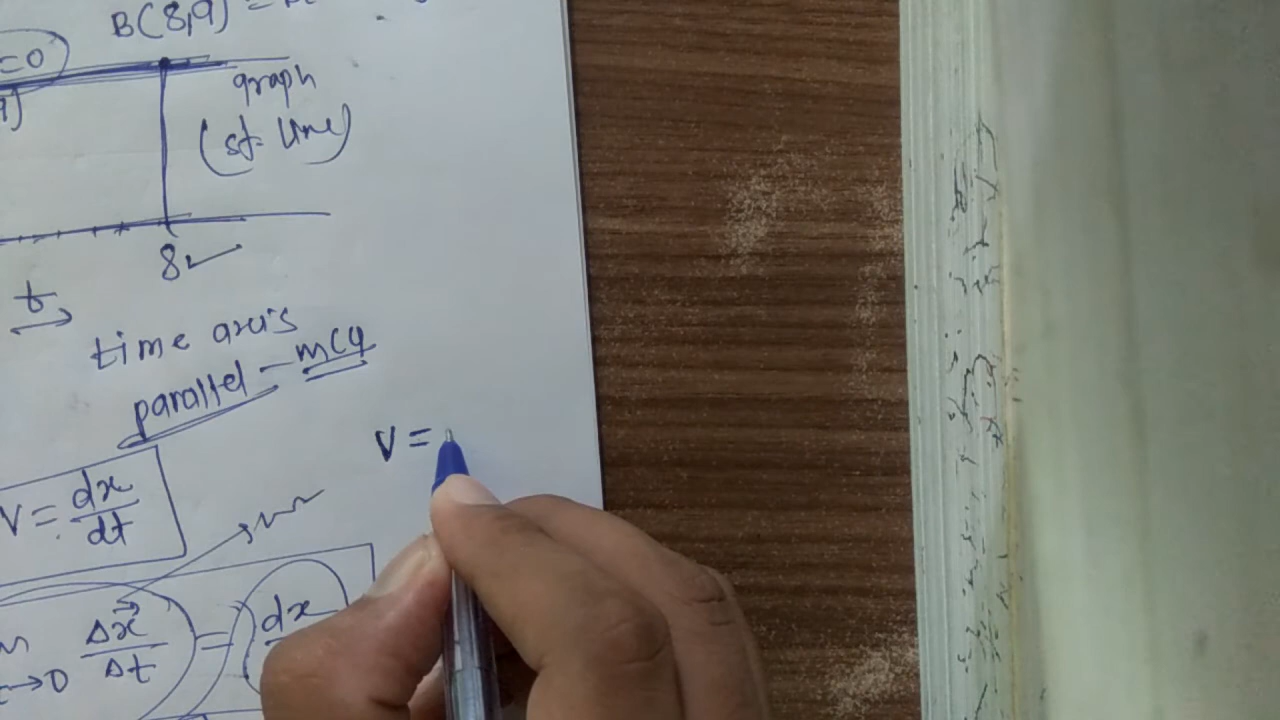 B(8,9) =
=0
graph
(st. line)
8
t
time axis
parallel - mcq
V =
V = dx/dt
Δx⃗/Δt = dx
→0